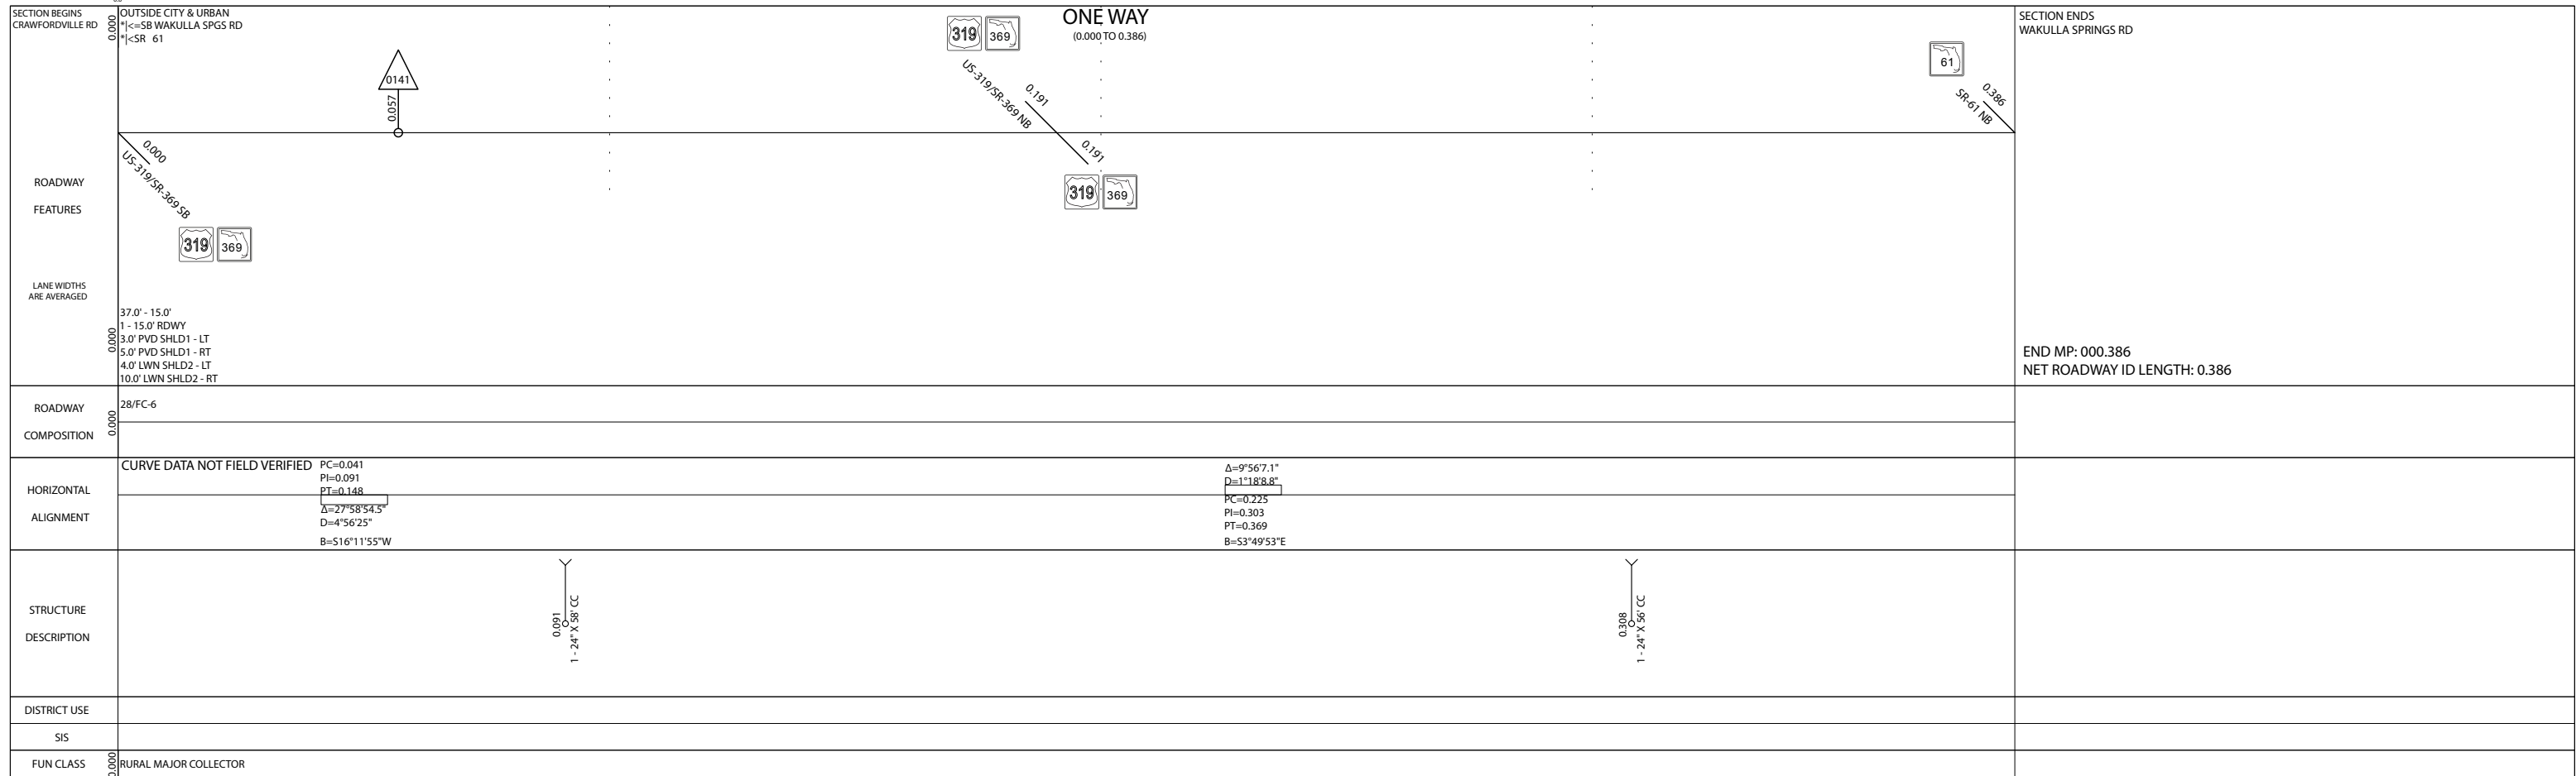 SECTION BEGINS
CRAWFORDVILLE RD
0.000
OUTSIDE CITY & URBAN
*|<=SB WAKULLA SPGS RD
*|<SR 61
0141
0.057
319
369
ONE WAY
(0.000 TO 0.386)
US-319/SR-369 NB
0.191
0.191
319
369
61
0.386
SR-61 NB
SECTION ENDS
WAKULLA SPRINGS RD
0.000
US-319/SR-369 SB
319
369
ROADWAY
FEATURES
LANE WIDTHS
ARE AVERAGED
0.000
37.0' - 15.0'
1 - 15.0' RDWY
3.0' PVD SHLD1 - LT
5.0' PVD SHLD1 - RT
4.0' LWN SHLD2 - LT
10.0' LWN SHLD2 - RT
END MP: 000.386
NET ROADWAY ID LENGTH: 0.386
ROADWAY
COMPOSITION
0.000
28/FC-6
HORIZONTAL
ALIGNMENT
CURVE DATA NOT FIELD VERIFIED
PC=0.041
PI=0.091
PT=0.148
Δ=27°58'54.5"
D=4°56'25"
B=S16°11'55"W
Δ=9°56'7.1"
D=1°18'8.8"
PC=0.225
PI=0.303
PT=0.369
B=S3°49'53"E
STRUCTURE
DESCRIPTION
0.091
1 - 24" X 58' CC
0.308
1 - 24" X 56' CC
DISTRICT USE
SIS
FUN CLASS
0.000
RURAL MAJOR COLLECTOR